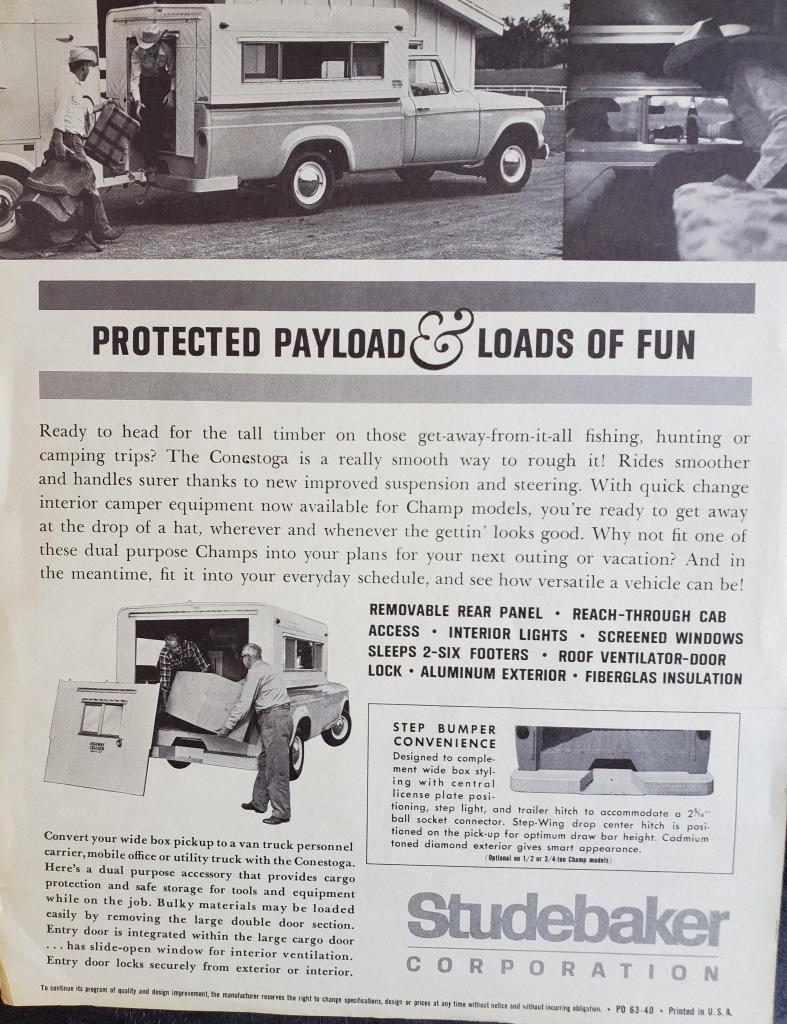 PROTECTED PAYLOAD & LOADS OF FUN
Ready to head for the tall timber on those get-away-from-it-all fishing, hunting or
camping trips? The Conestoga is a really smooth way to rough it! Rides smoother
and handles surer thanks to new improved suspension and steering. With quick change
interior camper equipment now available for Champ models, you're ready to get away
at the drop of a hat, wherever and whenever the gettin' looks good. Why not fit one of
these dual purpose Champs into your plans for your next outing or vacation? And in
the meantime, fit it into your everyday schedule, and see how versatile a vehicle can be!
REMOVABLE REAR PANEL • REACH-THROUGH CAB
ACCESS • INTERIOR LIGHTS • SCREENED WINDOWS
SLEEPS 2-SIX FOOTERS • ROOF VENTILATOR-DOOR
LOCK • ALUMINUM EXTERIOR • FIBERGLAS INSULATION
STEP BUMPER
CONVENIENCE
Designed to comple-
ment wide box styl-
ing with central
license plate posi-
tioning, step light, and trailer hitch to accommodate a 2 5/16"
ball socket connector. Step-Wing drop center hitch is posi-
tioned on the pick-up for optimum draw bar height. Cadmium
toned diamond exterior gives smart appearance.
(Optional on 1/2 or 3/4-ton Champ models)
Convert your wide box pickup to a van truck personnel
carrier, mobile office or utility truck with the Conestoga.
Here's a dual purpose accessory that provides cargo
protection and safe storage for tools and equipment
while on the job. Bulky materials may be loaded
easily by removing the large double door section.
Entry door is integrated within the large cargo door
... has slide-open window for interior ventilation.
Entry door locks securely from exterior or interior.
Studebaker
CORPORATION
To continue its program of quality and design improvement, the manufacturer reserves the right to change specifications, design or prices at any time without notice and without incurring obligation. • PD 63-40 • Printed in U.S.A.